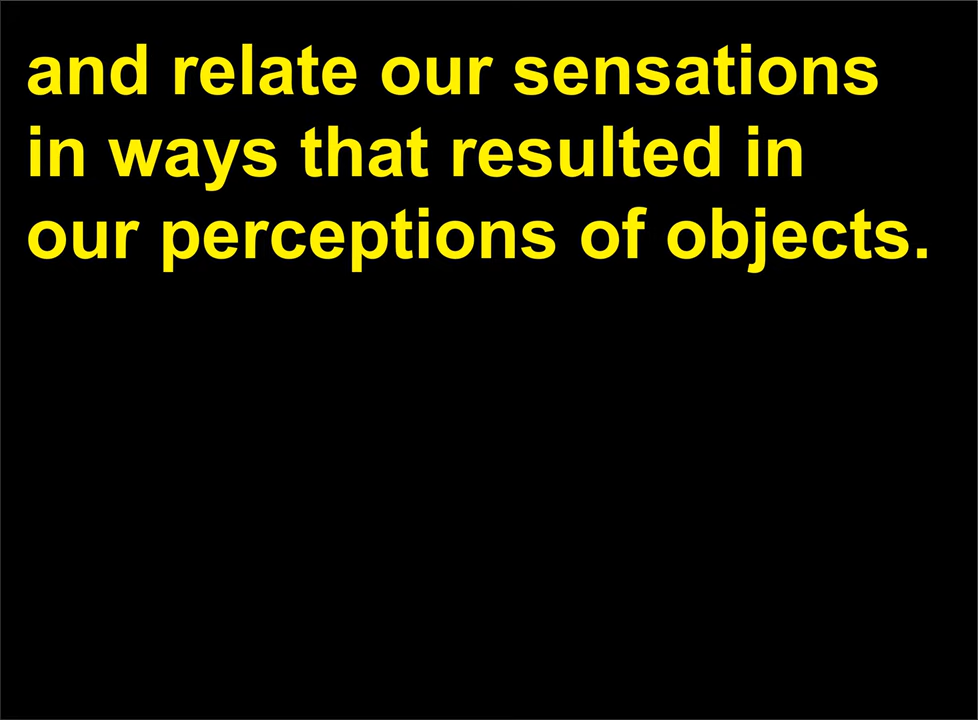 and relate our sensations
in ways that resulted in
our perceptions of objects.